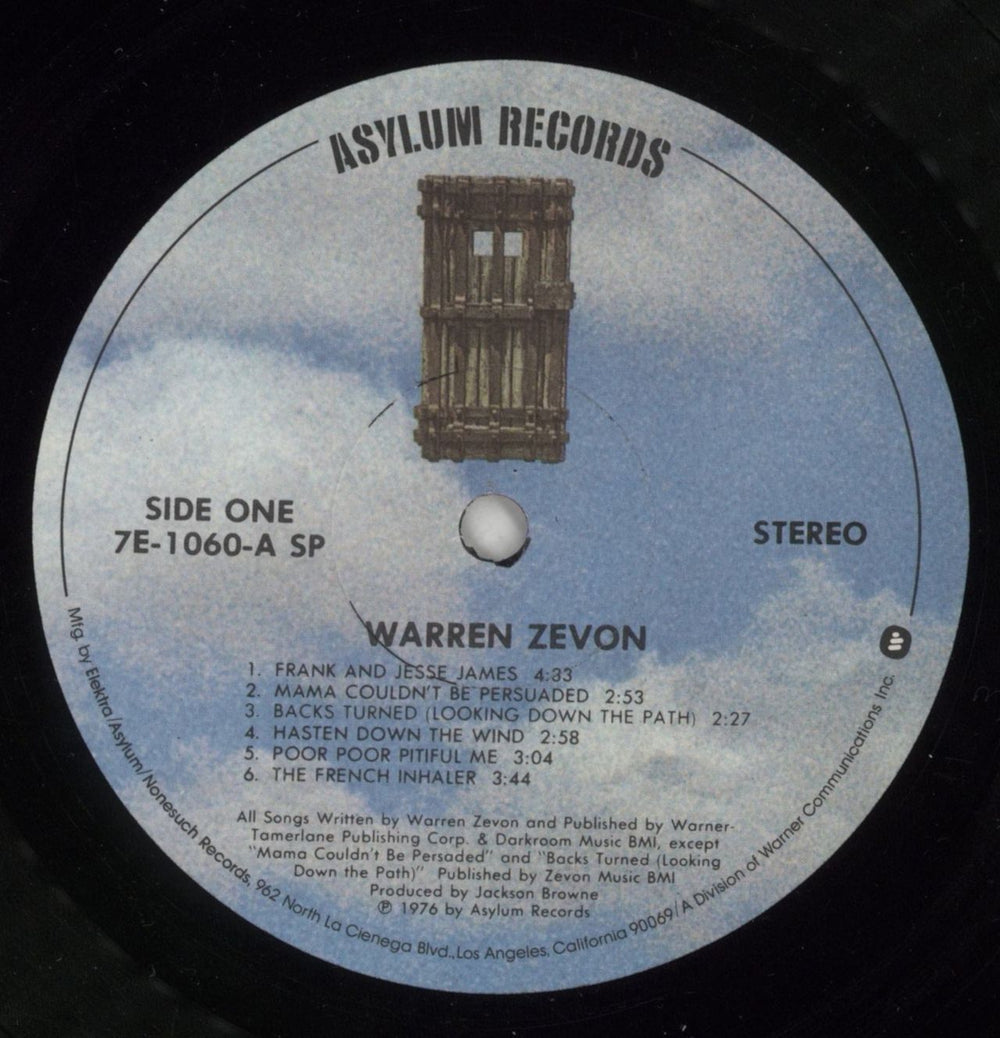 ASYLUM RECORDS
SIDE ONE
7E-1060-A SP
STEREO
WARREN ZEVON
1. FRANK AND JESSE JAMES 4:33
2. MAMA COULDN'T BE PERSUADED 2:53
3. BACKS TURNED (LOOKING DOWN THE PATH) 2:27
4. HASTEN DOWN THE WIND 2:58
5. POOR POOR PITIFUL ME 3:04
6. THE FRENCH INHALER 3:44
All Songs Written by Warren Zevon and Published by Warner-
Tamerlane Publishing Corp. & Darkroom Music BMI, except
"Mama Couldn't Be Persaded" and "Backs Turned (Looking
Down the Path)" Published by Zevon Music BMI
Produced by Jackson Browne
℗ 1976 by Asylum Records
Mfg. by Elektra/Asylum/Nonesuch Records, 962 North La Cienega Blvd., Los Angeles, California 90069/A Division of Warner Communications Inc.